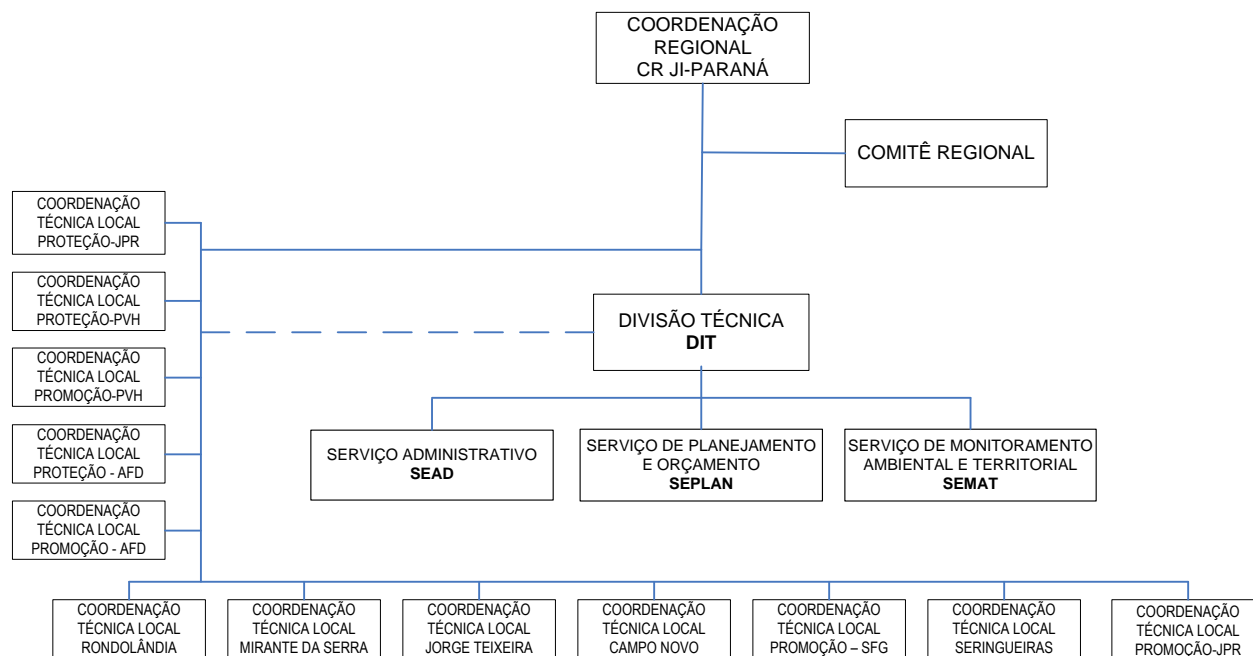 COORDENAÇÃO
REGIONAL
CR JI-PARANÁ
COMITÊ REGIONAL
COORDENAÇÃO
TÉCNICA LOCAL
PROTEÇÃO-JPR
COORDENAÇÃO
TÉCNICA LOCAL
PROTEÇÃO-PVH
COORDENAÇÃO
TÉCNICA LOCAL
PROMOÇÃO-PVH
COORDENAÇÃO
TÉCNICA LOCAL
PROTEÇÃO - AFD
COORDENAÇÃO
TÉCNICA LOCAL
PROMOÇÃO - AFD
DIVISÃO TÉCNICA
DIT
SERVIÇO ADMINISTRATIVO
SEAD
SERVIÇO DE PLANEJAMENTO
E ORÇAMENTO
SEPLAN
SERVIÇO DE MONITORAMENTO
AMBIENTAL E TERRITORIAL
SEMAT
COORDENAÇÃO
TÉCNICA LOCAL
RONDOLÂNDIA
COORDENAÇÃO
TÉCNICA LOCAL
MIRANTE DA SERRA
COORDENAÇÃO
TÉCNICA LOCAL
JORGE TEIXEIRA
COORDENAÇÃO
TÉCNICA LOCAL
CAMPO NOVO
COORDENAÇÃO
TÉCNICA LOCAL
PROMOÇÃO – SFG
COORDENAÇÃO
TÉCNICA LOCAL
SERINGUEIRAS
COORDENAÇÃO
TÉCNICA LOCAL
PROMOÇÃO-JPR